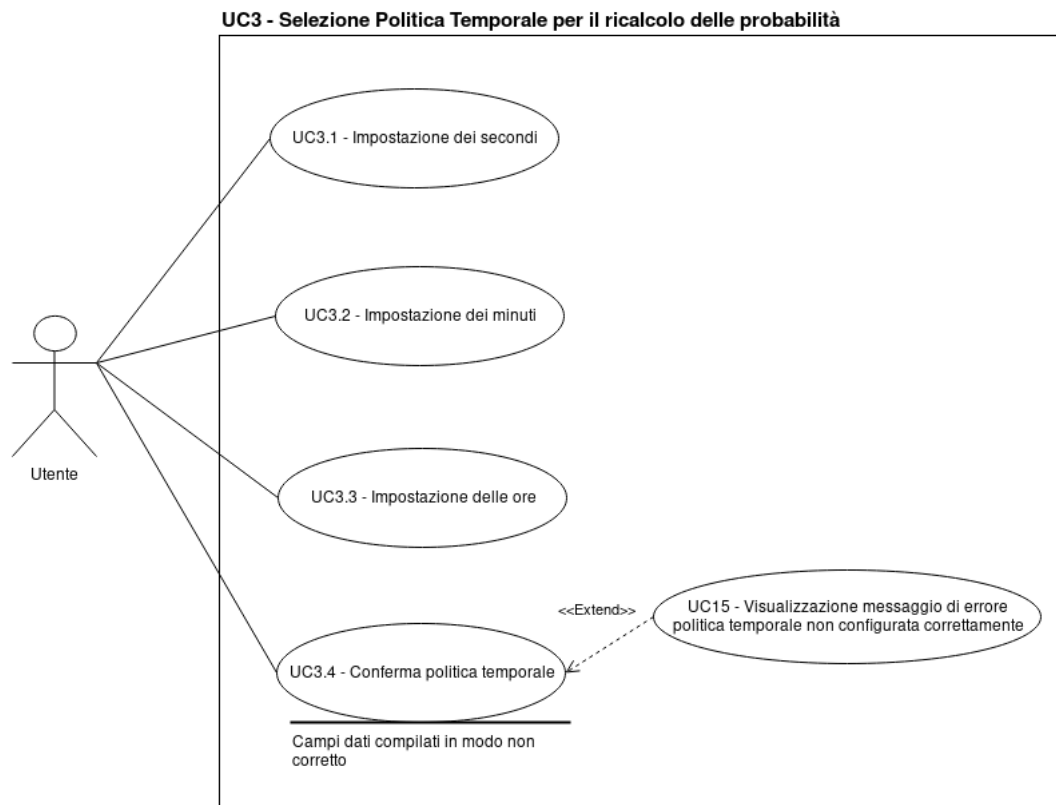 UC3 - Selezione Politica Temporale per il ricalcolo delle probabilità
UC3.1 - Impostazione dei secondi
UC3.2 - Impostazione dei minuti
Utente
UC3.3 - Impostazione delle ore
<<Extend>>
UC15 - Visualizzazione messaggio di errore
politica temporale non configurata correttamente
UC3.4 - Conferma politica temporale
Campi dati compilati in modo non
corretto